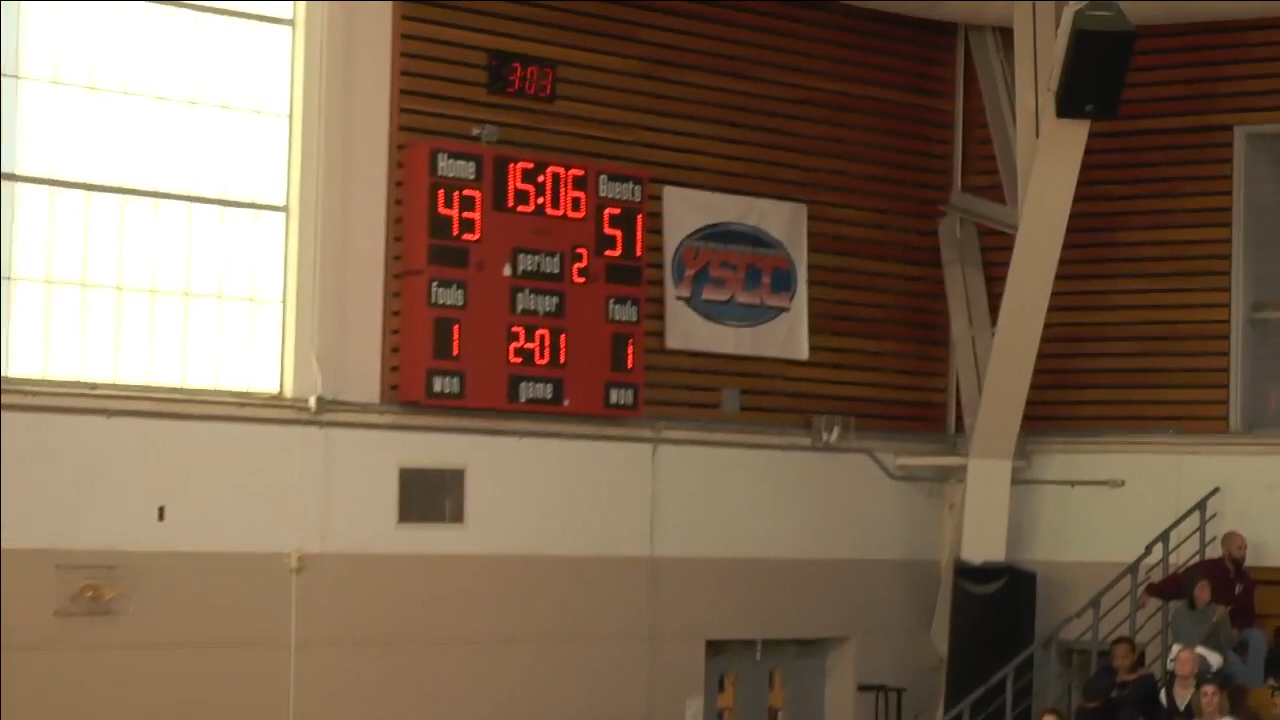 3:03
Home 15:06 Guests
43 51
period 2
fouls player fouls
1 2-01 1
won game won
YSCC